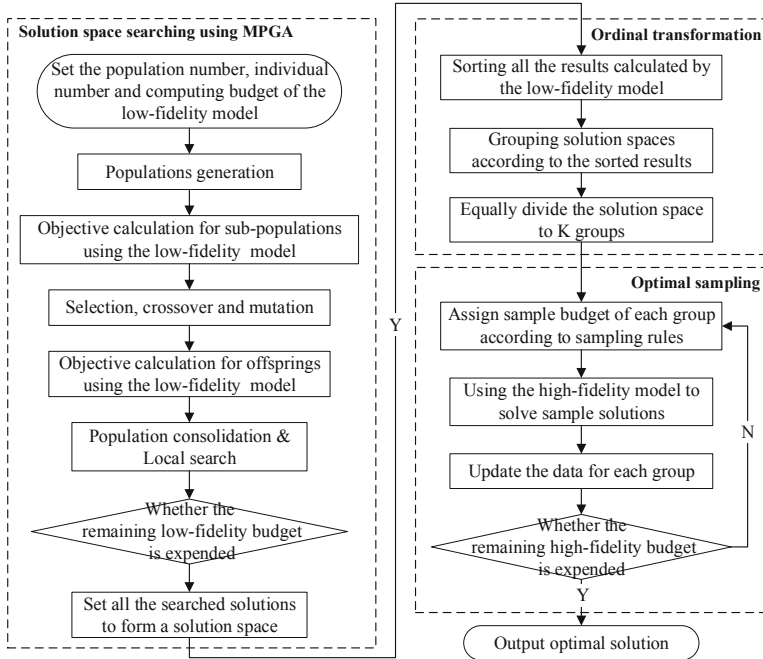 Solution space searching using MPGA
Set the population number, individual
number and computing budget of the
low-fidelity model
Populations generation
Objective calculation for sub-populations
using the low-fidelity model
Selection, crossover and mutation
Objective calculation for offsprings
using the low-fidelity model
Population consolidation &
Local search
Whether the
remaining low-fidelity budget
is expended
Set all the searched solutions
to form a solution space
Y
Ordinal transformation
Sorting all the results calculated by
the low-fidelity model
Grouping solution spaces
according to the sorted results
Equally divide the solution space
to K groups
Optimal sampling
Assign sample budget of each group
according to sampling rules
Using the high-fidelity model to
solve sample solutions
N
Update the data for each group
Whether the
remaining high-fidelity budget
is expended
Y
Output optimal solution